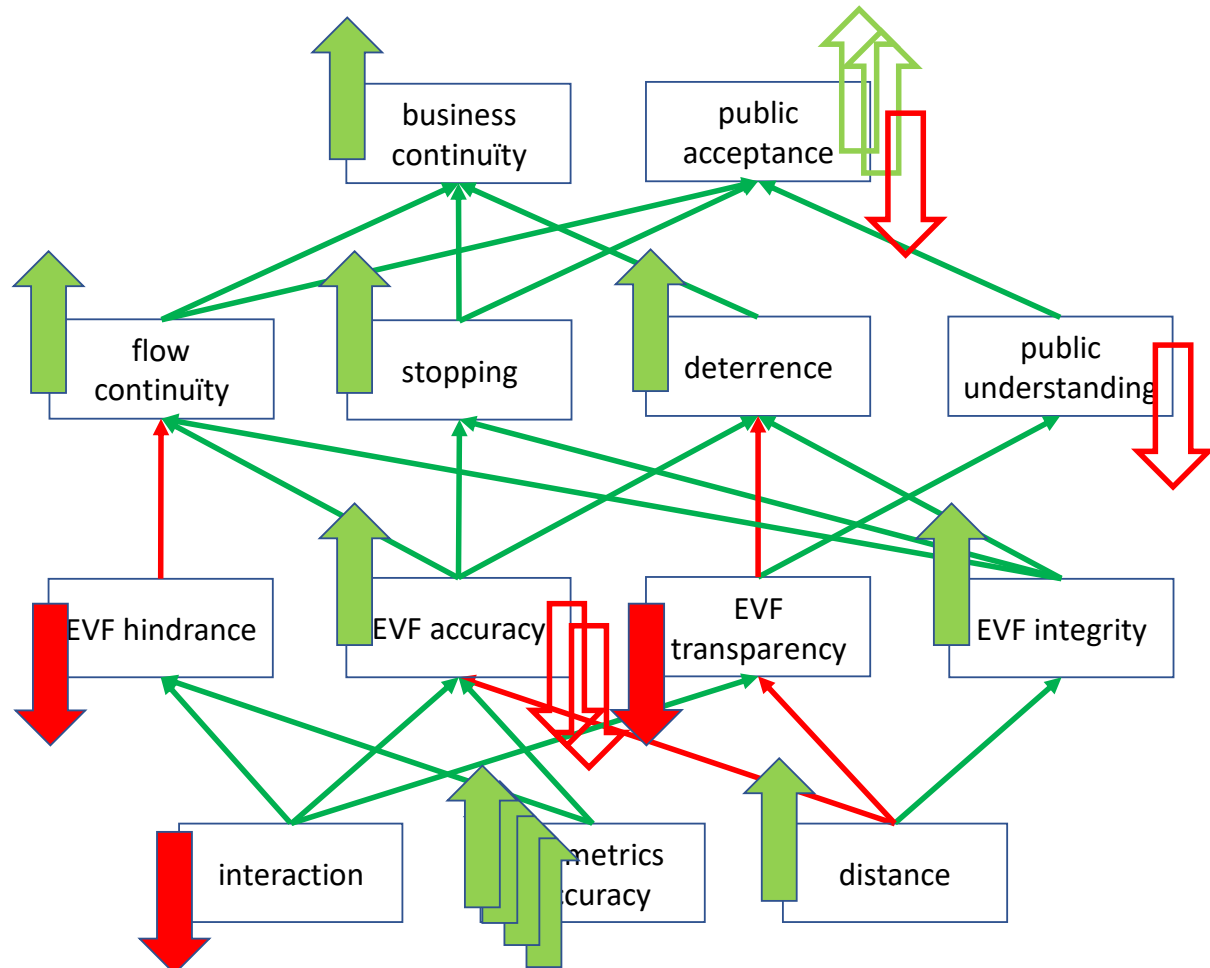 business
continuïty
public
acceptance
flow
continuïty
stopping
deterrence
public
understanding
EVF hindrance
EVF accuracy
EVF
transparency
EVF integrity
interaction
metrics
ccuracy
distance